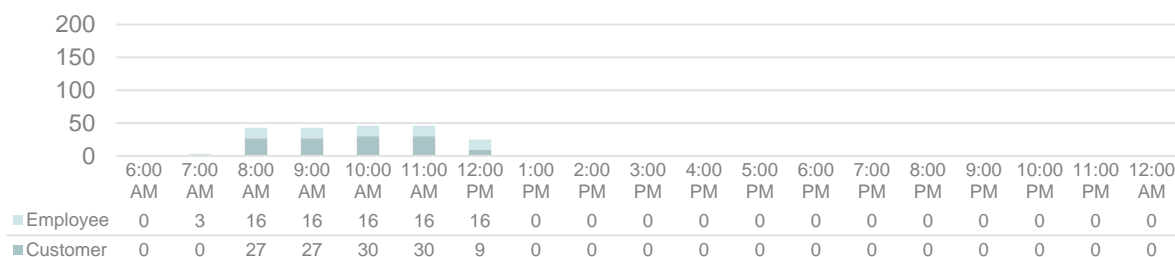 200
150
100
50
0
6:00 7:00 8:00 9:00 10:00 11:00 12:00 1:00 2:00 3:00 4:00 5:00 6:00 7:00 8:00 9:00 10:00 11:00 12:00
AM AM AM AM AM AM PM PM PM PM PM PM PM PM PM PM PM PM AM
Employee 0 3 16 16 16 16 16 0 0 0 0 0 0 0 0 0 0 0 0
Customer 0 0 27 27 30 30 9 0 0 0 0 0 0 0 0 0 0 0 0